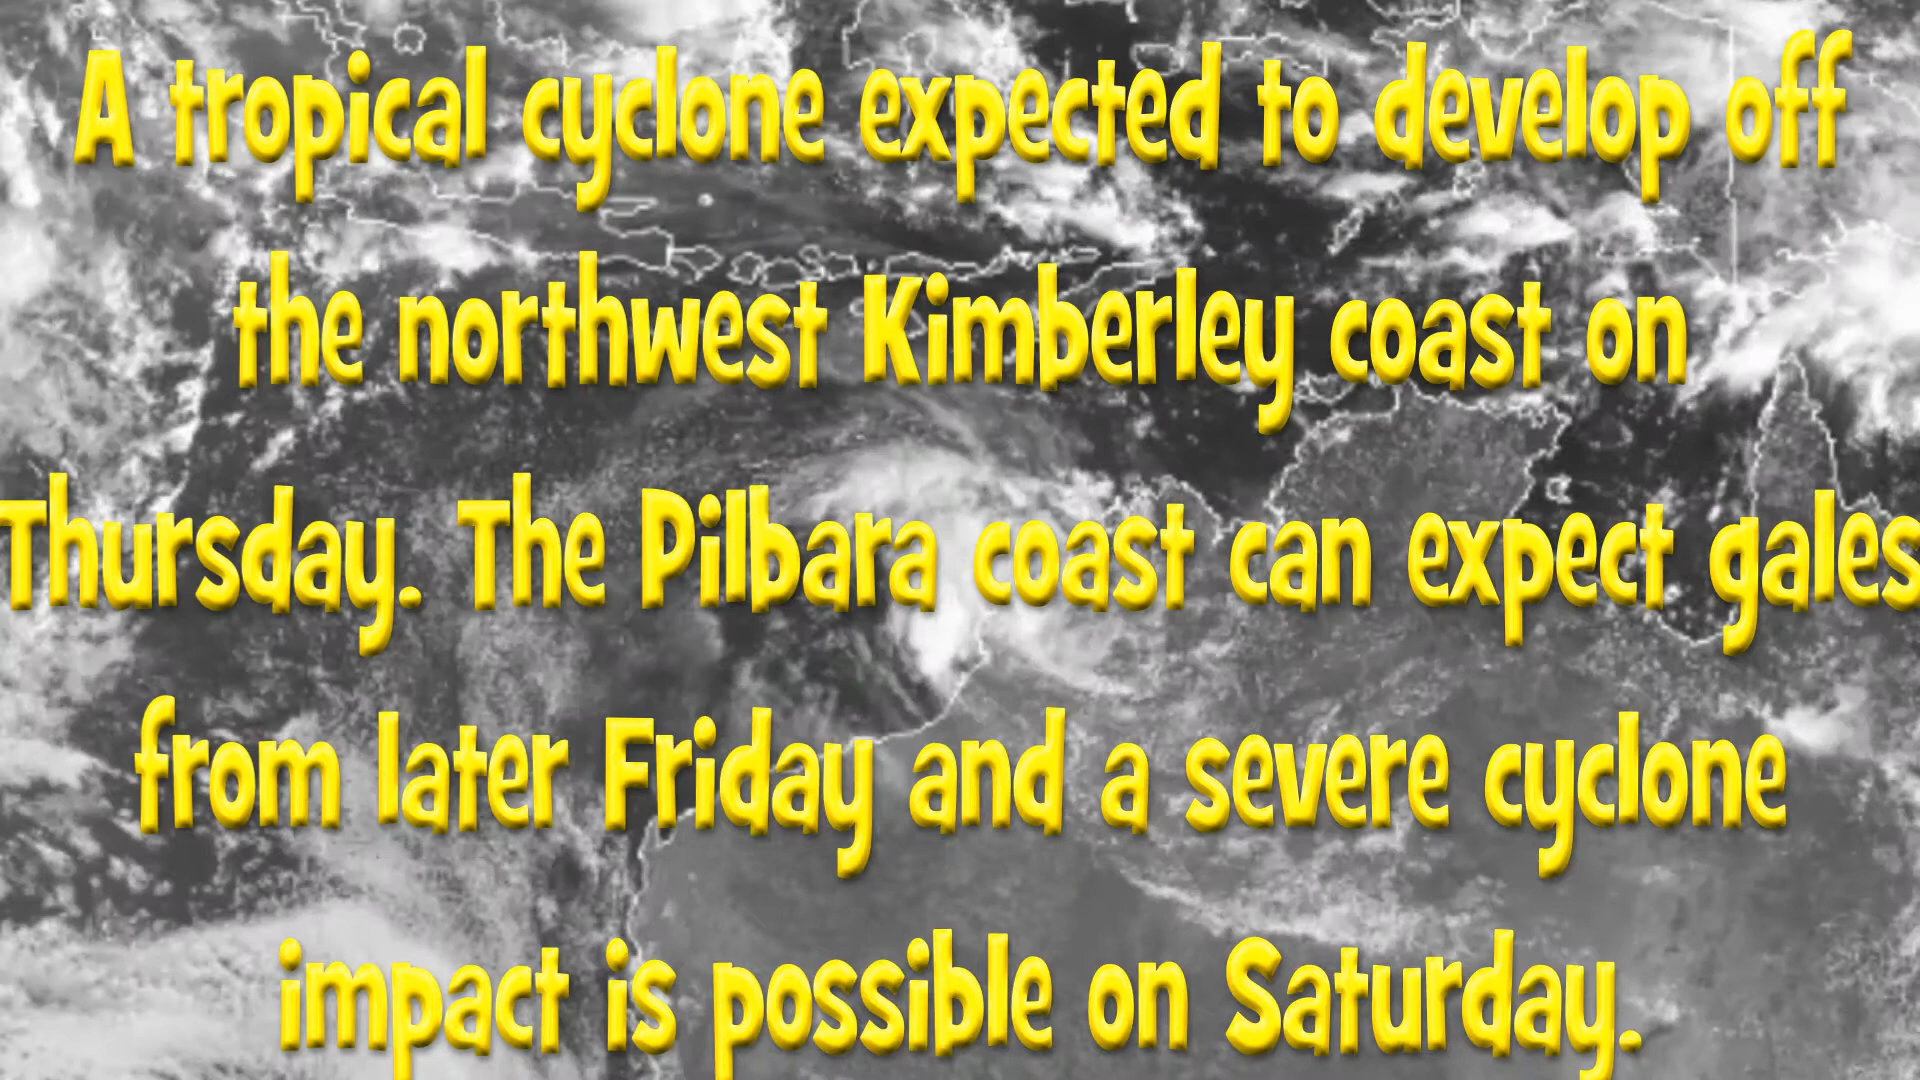 A tropical cyclone expected to develop off
the northwest Kimberley coast on
Thursday. The Pilbara coast can expect gales
from later Friday and a severe cyclone
impact is possible on Saturday.